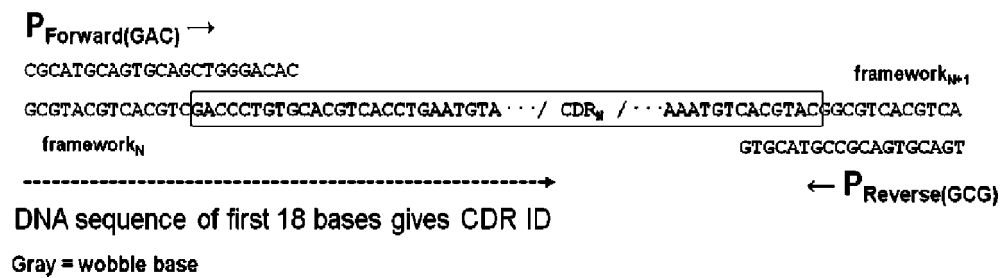 PForward(GAC) →
CGCATGCAGTGCAGCTGGGACAC
frameworkN+1
GCGTACGTCACGTCGACCCTGTGCACGTCACCTGAATGTA ···/ CDRN /···AAATGTCACGTACGGCGTCACGTCA
frameworkN
GTGCATGCCGCAGTGCAGT
← PReverse(GCG)
DNA sequence of first 18 bases gives CDR ID
Gray = wobble base